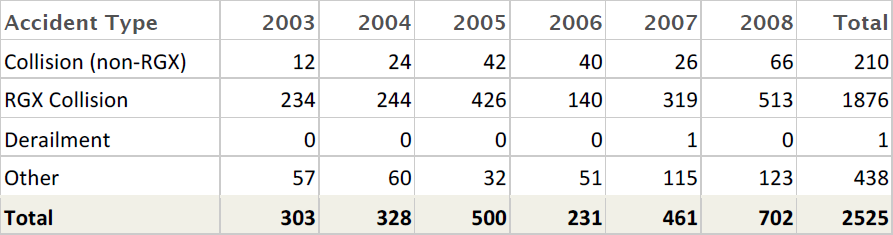 Accident Type 2003 2004 2005 2006 2007 2008 Total
Collision (non-RGX) 12 24 42 40 26 66 210
RGX Collision 234 244 426 140 319 513 1876
Derailment 0 0 0 0 1 0 1
Other 57 60 32 51 115 123 438
Total 303 328 500 231 461 702 2525